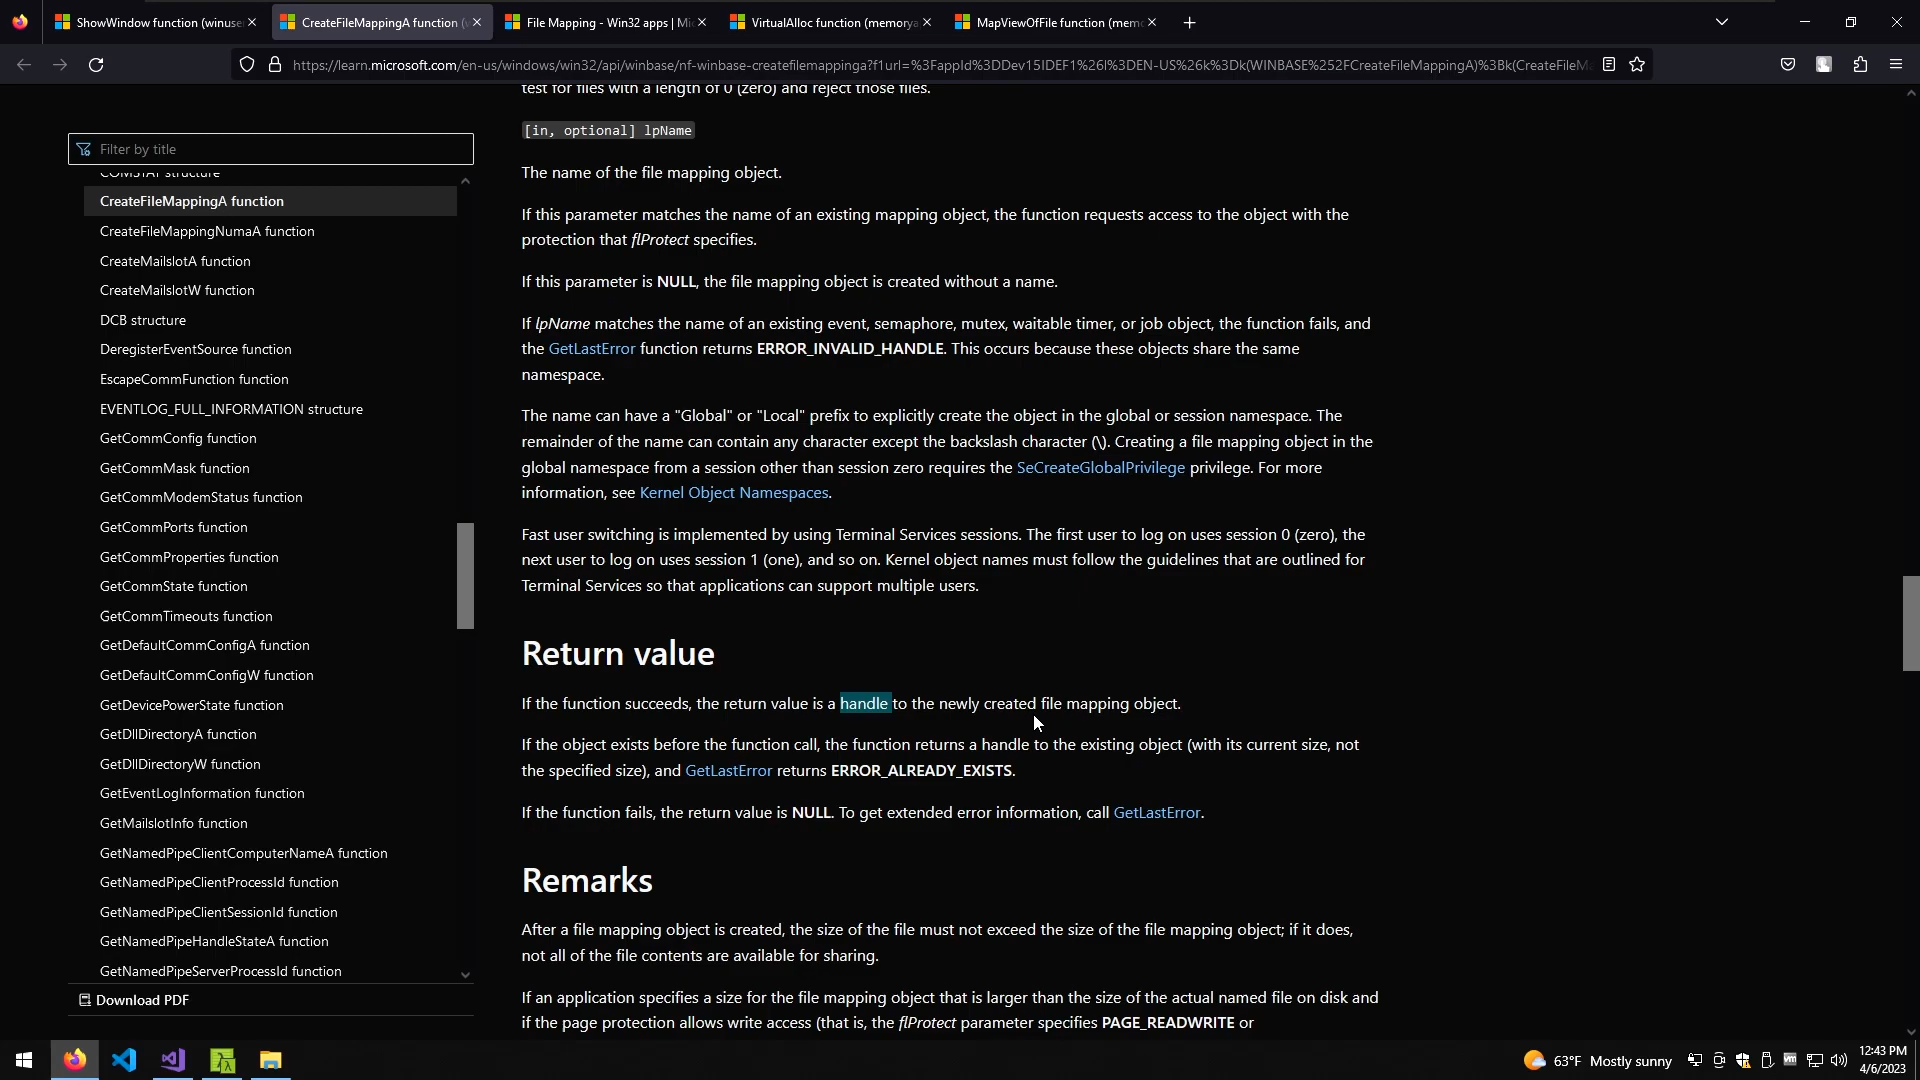 ShowWindow function (winuse
CreateFileMappingA function (
File Mapping - Win32 apps | Mi
VirtualAlloc function (memorya
MapViewOfFile function (mem
https://learn.microsoft.com/en-us/windows/win32/api/winbase/nf-winbase-createfilemappinga?f1url=%3FappId%3DDev15IDEF1%26l%3DEN-US%26k%3Dk(WINBASE%252FCreateFileMappingA)%3Bk(CreateFileM
Filter by title
COMSTAT structure
CreateFileMappingA function
CreateFileMappingNumaA function
CreateMailslotA function
CreateMailslotW function
DCB structure
DeregisterEventSource function
EscapeCommFunction function
EVENTLOG_FULL_INFORMATION structure
GetCommConfig function
GetCommMask function
GetCommModemStatus function
GetCommPorts function
GetCommProperties function
GetCommState function
GetCommTimeouts function
GetDefaultCommConfigA function
GetDefaultCommConfigW function
GetDevicePowerState function
GetDllDirectoryA function
GetDllDirectoryW function
GetEventLogInformation function
GetMailslotInfo function
GetNamedPipeClientComputerNameA function
GetNamedPipeClientProcessId function
GetNamedPipeClientSessionId function
GetNamedPipeHandleStateA function
GetNamedPipeServerProcessId function
Download PDF
test for files with a length of 0 (zero) and reject those files.
[in, optional] lpName
The name of the file mapping object.
If this parameter matches the name of an existing mapping object, the function requests access to the object with the
protection that flProtect specifies.
If this parameter is NULL, the file mapping object is created without a name.
If lpName matches the name of an existing event, semaphore, mutex, waitable timer, or job object, the function fails, and
the GetLastError function returns ERROR_INVALID_HANDLE. This occurs because these objects share the same
namespace.
The name can have a "Global" or "Local" prefix to explicitly create the object in the global or session namespace. The
remainder of the name can contain any character except the backslash character (\). Creating a file mapping object in the
global namespace from a session other than session zero requires the SeCreateGlobalPrivilege privilege. For more
information, see Kernel Object Namespaces.
Fast user switching is implemented by using Terminal Services sessions. The first user to log on uses session 0 (zero), the
next user to log on uses session 1 (one), and so on. Kernel object names must follow the guidelines that are outlined for
Terminal Services so that applications can support multiple users.
Return value
If the function succeeds, the return value is a handle to the newly created file mapping object.
If the object exists before the function call, the function returns a handle to the existing object (with its current size, not
the specified size), and GetLastError returns ERROR_ALREADY_EXISTS.
If the function fails, the return value is NULL. To get extended error information, call GetLastError.
Remarks
After a file mapping object is created, the size of the file must not exceed the size of the file mapping object; if it does,
not all of the file contents are available for sharing.
If an application specifies a size for the file mapping object that is larger than the size of the actual named file on disk and
if the page protection allows write access (that is, the flProtect parameter specifies PAGE_READWRITE or
63°F Mostly sunny
12:43 PM
4/6/2023